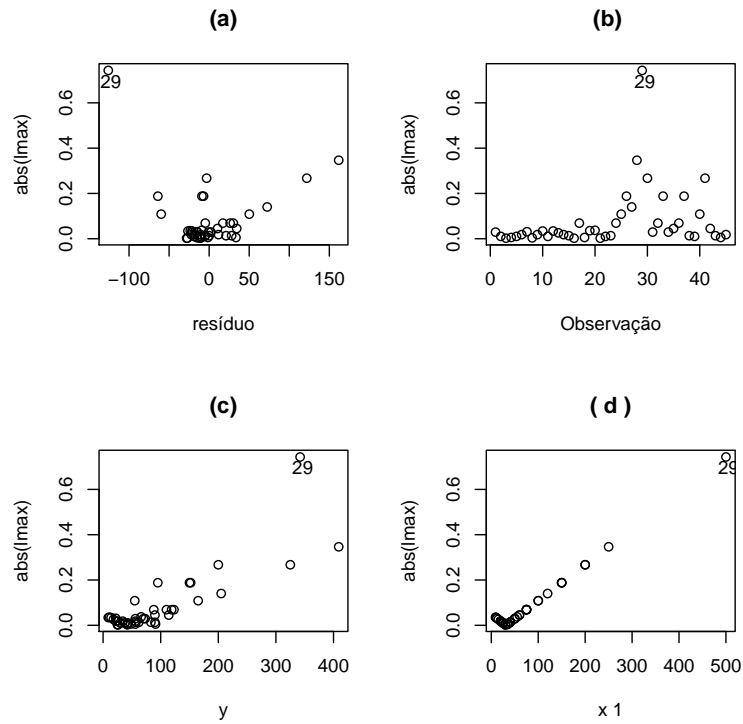 (a)
abs(lmax)
0.0 0.2 0.4 0.6
29
−100 0 50 150
resíduo
(b)
abs(lmax)
0.0 0.2 0.4 0.6
29
0 10 20 30 40
Observação
(c)
abs(lmax)
0.0 0.2 0.4 0.6
29
0 100 200 300 400
y
( d )
abs(lmax)
0.0 0.2 0.4 0.6
29
0 100 200 300 400 500
x 1